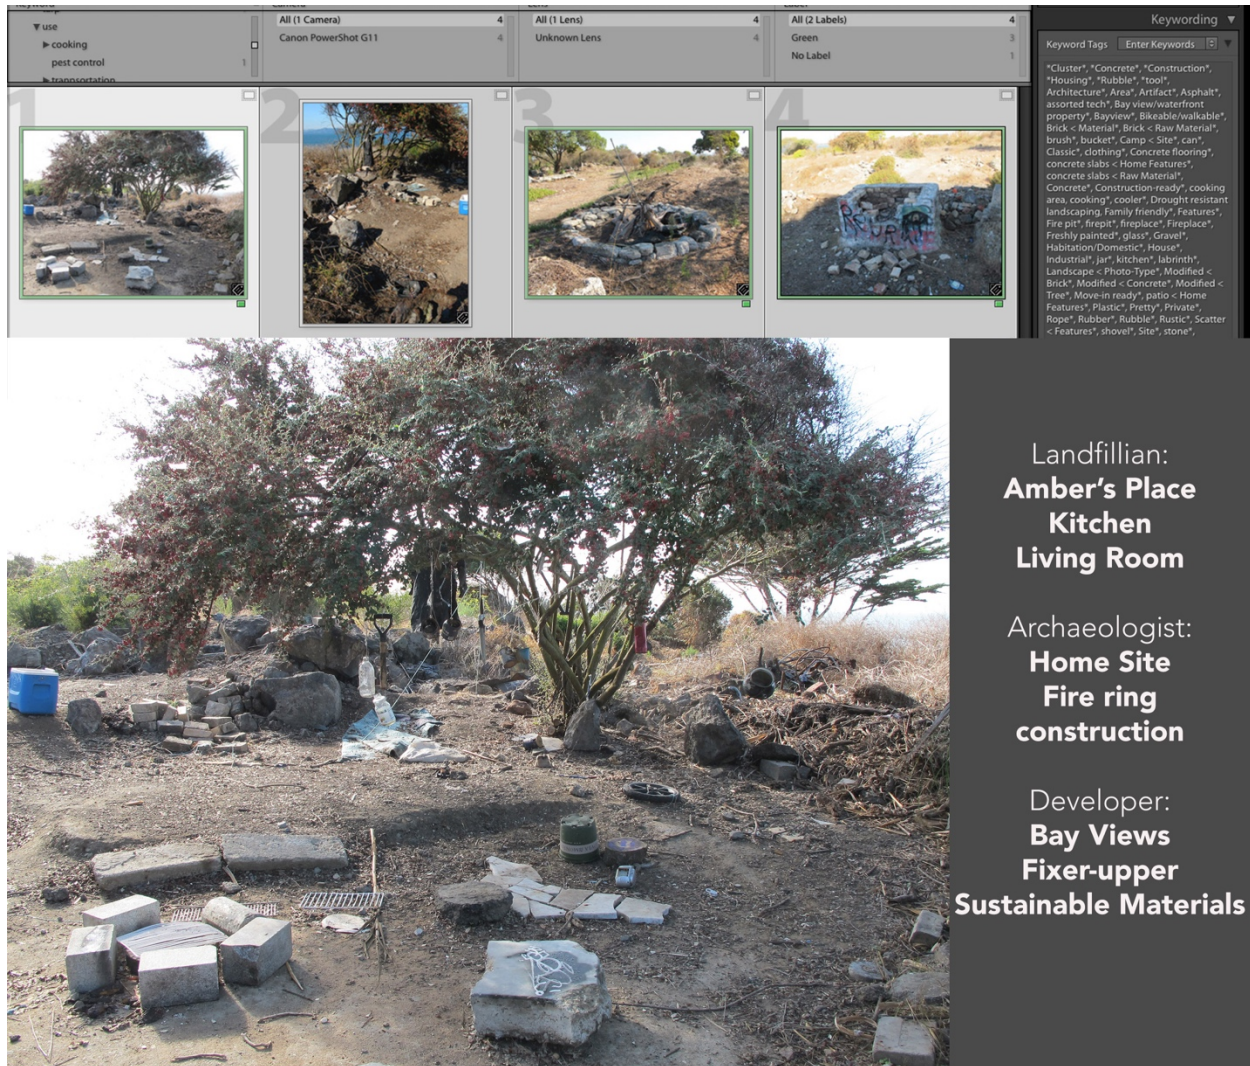 use
cooking
pest control 1
transportation
All (1 Camera) 4
Canon PowerShot G11 4
All (1 Lens) 4
Unknown Lens 4
All (2 Labels) 4
Green 3
No Label 1
Keywording
Keyword Tags Enter Keywords
*Cluster*, *Concrete*, *Construction*,
*Housing*, *Rubble*, *tool*,
Architecture*, Area*, Artifact*, Asphalt*,
assorted tech*, Bay view/waterfront
property*, Bayview*, Bikeable/walkable*,
Brick < Material*, Brick < Raw Material*,
brush*, bucket*, Camp < Site*, can*,
Classic*, clothing*, Concrete flooring*,
concrete slabs < Home Features*,
concrete slabs < Raw Material*,
Concrete*, Construction-ready*, cooking
area, cooking*, cooler*, Drought resistant
landscaping, Family friendly*, Features*,
Fire pit*, firepit*, fireplace*, Fireplace*,
Freshly painted*, glass*, Gravel*,
Habitation/Domestic*, House*,
Industrial*, jar*, kitchen*, labrinth*,
Landscape < Photo-Type*, Modified <
Brick*, Modified < Concrete*, Modified <
Tree*, Move-in ready*, patio < Home
Features*, Plastic*, Pretty*, Private*,
Rope*, Rubber*, Rubble*, Rustic*, Scatter
< Features*, shovel*, Site*, stone*,
1
2
3
4
Landfillian:
Amber's Place
Kitchen
Living Room
Archaeologist:
Home Site
Fire ring
construction
Developer:
Bay Views
Fixer-upper
Sustainable Materials